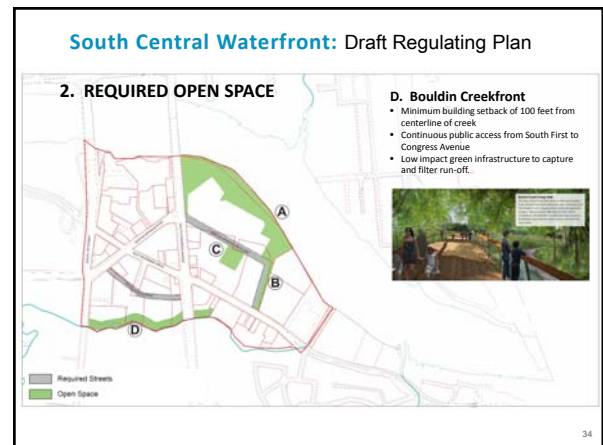 South Central Waterfront: Draft Regulating Plan
2. REQUIRED OPEN SPACE
D. Bouldin Creekfront
• Minimum building setback of 100 feet from
centerline of creek
• Continuous public access from South First to
Congress Avenue
• Low impact green infrastructure to capture
and filter run-off.
A
C
B
D
Required Streets
Open Space
34